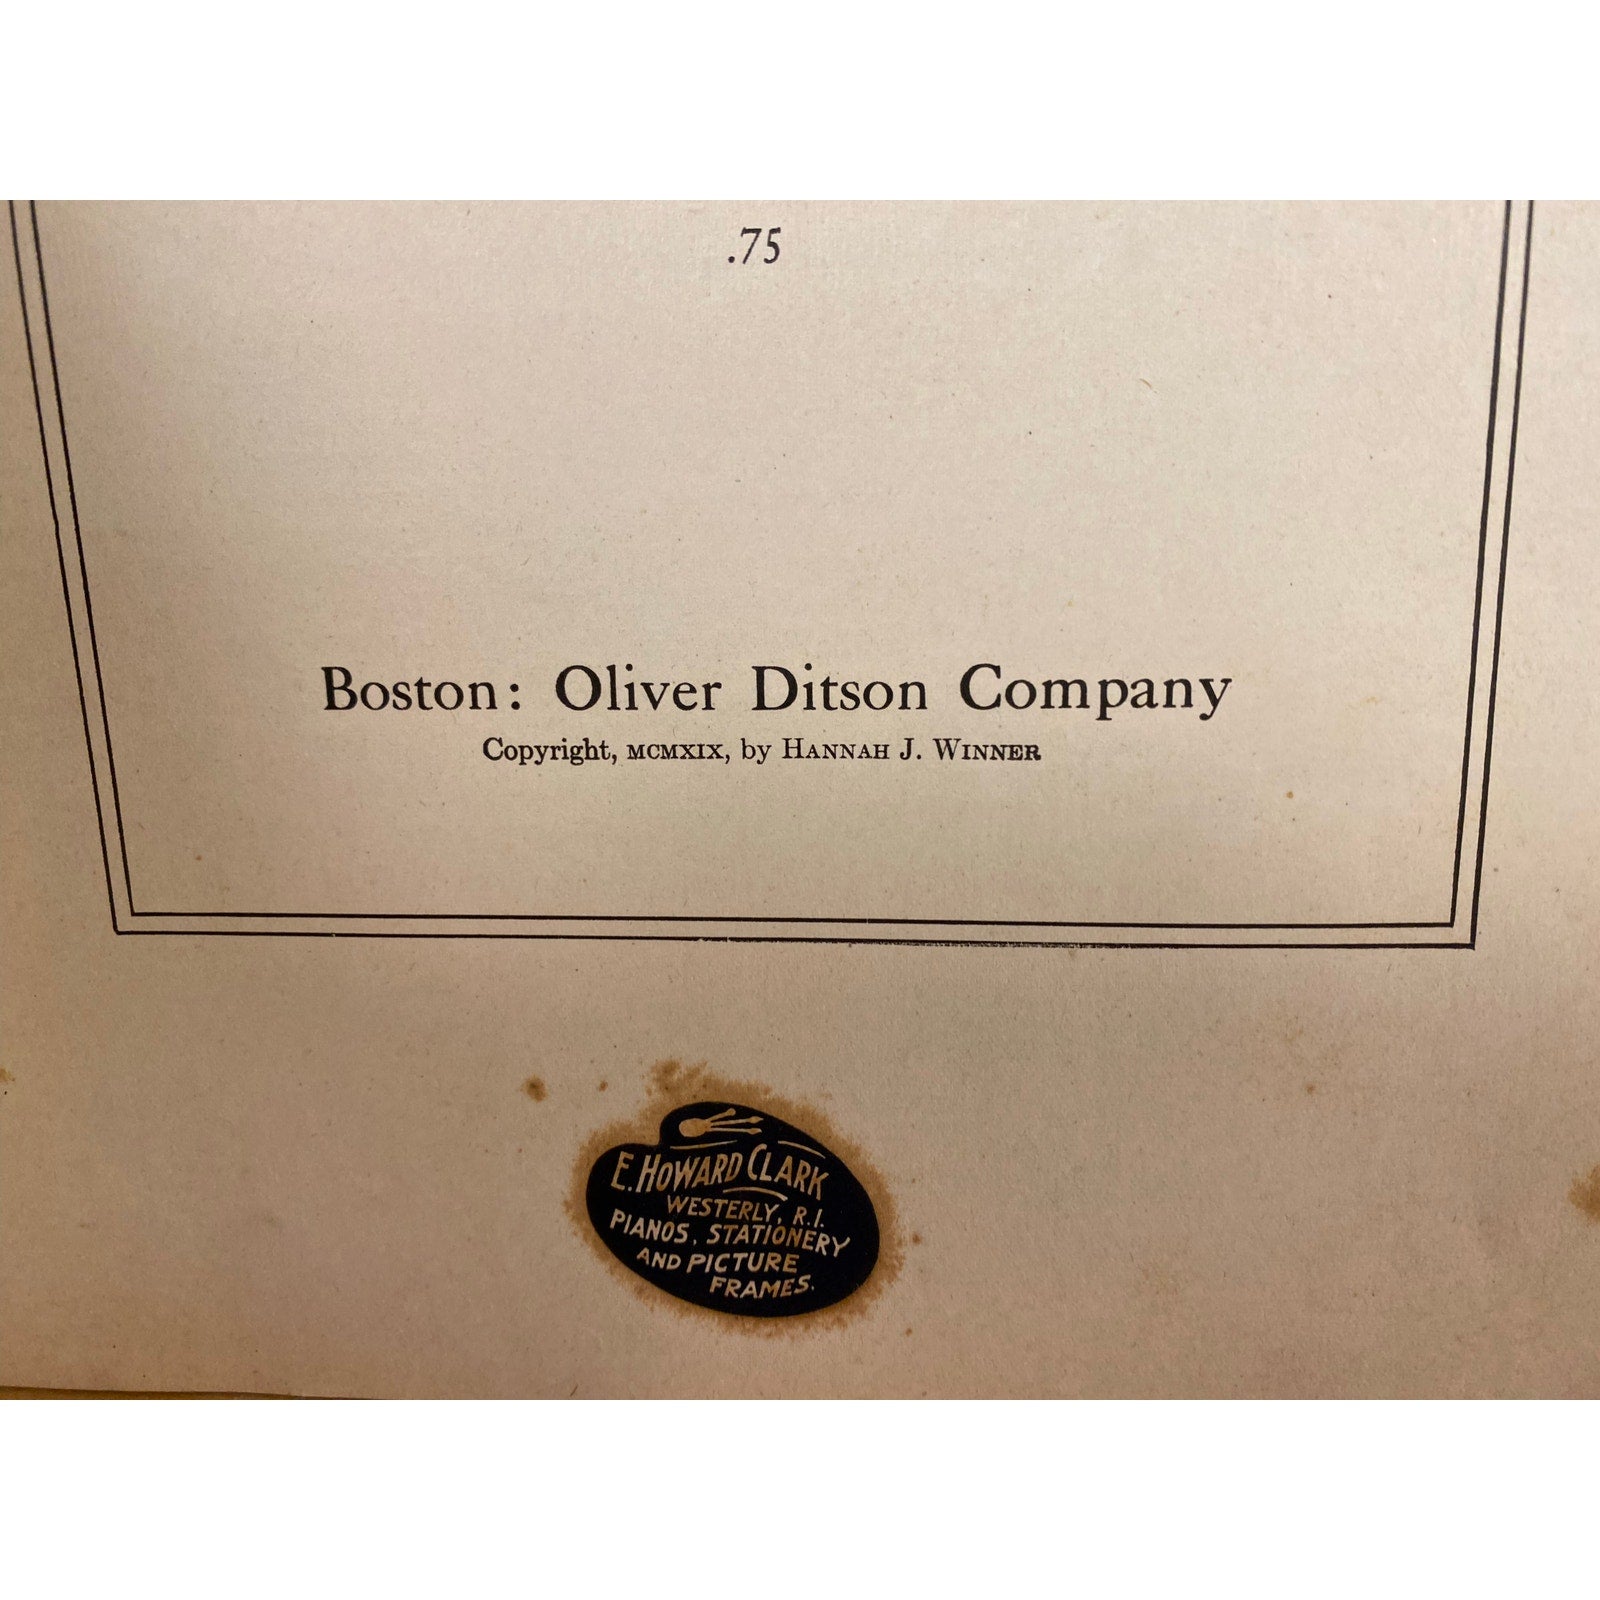 .75
Boston: Oliver Ditson Company
Copyright, MCMXIX, by HANNAH J. WINNER
E. HOWARD CLARK
WESTERLY, R.I.
PIANOS, STATIONERY
AND PICTURE
FRAMES.